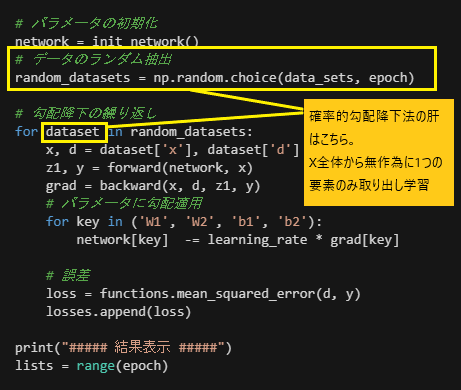 # パラメータの初期化
network = init_network()
# データのランダム抽出
random_datasets = np.random.choice(data_sets, epoch)
# 勾配降下の繰り返し
for dataset in random_datasets:
    x, d = dataset['x'], dataset['d']
    z1, y = forward(network, x)
    grad = backward(x, d, z1, y)
    # パラメータに勾配適用
    for key in ('W1', 'W2', 'b1', 'b2'):
        network[key]  -= learning_rate * grad[key]
    # 誤差
    loss = functions.mean_squared_error(d, y)
    losses.append(loss)
print("##### 結果表示 #####")
lists = range(epoch)
確率的勾配降下法の肝
はこちら。
X全体から無作為に1つの
要素のみ取り出し学習